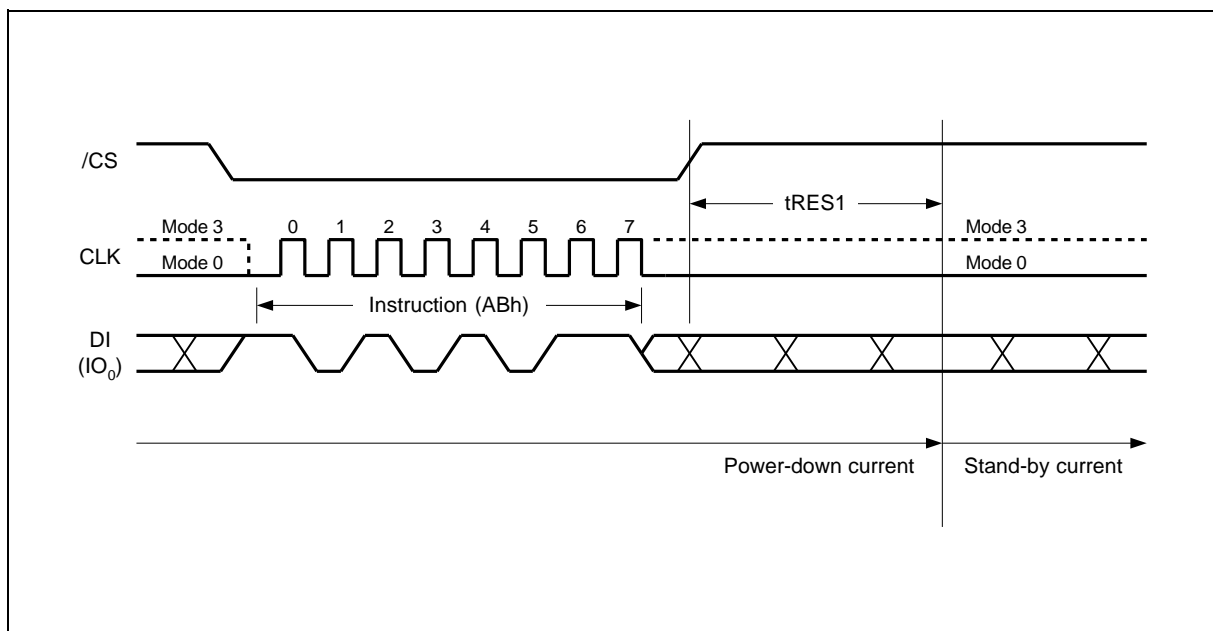 /CS
tRES1
Mode 3 0 1 2 3 4 5 6 7 Mode 3
CLK
Mode 0 Mode 0
Instruction (ABh)
DI
(IO0)
Power-down current Stand-by current